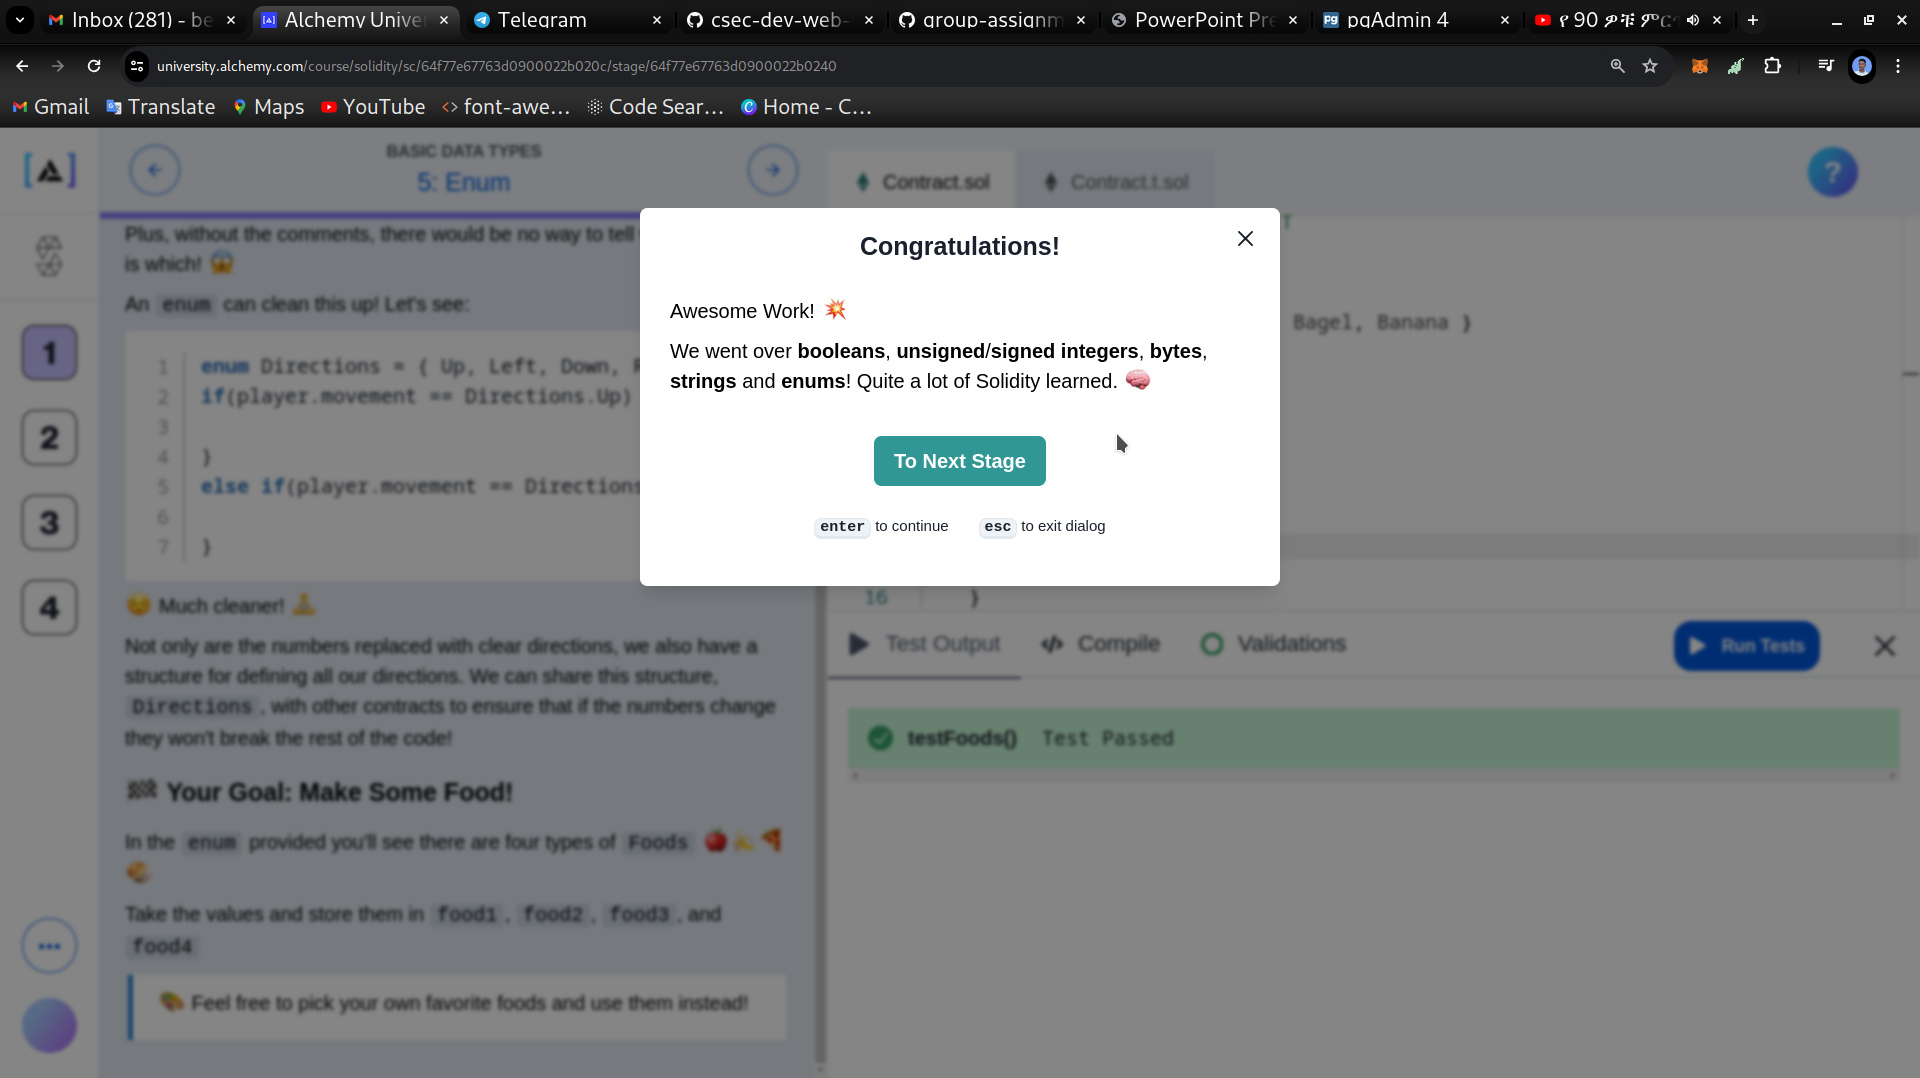 Inbox (281) - be
Alchemy Univer
Telegram
csec-dev-web-
group-assignm
PowerPoint Pre
pgAdmin 4
የ 90 ዎቹ
university.alchemy.com/course/solidity/sc/64f77e67763d0900022b020c/stage/64f77e67763d0900022b0240
Gmail
Translate
Maps
YouTube
font-awe...
Code Sear...
Home - C...
BASIC DATA TYPES
5: Enum
Contract.sol
Contract.t.sol
?
1
2
3
4
Plus, without the comments, there would be no way to tell
is which! 😱
An enum can clean this up! Let's see:
1 enum Directions = { Up, Left, Down, R
2 if(player.movement == Directions.Up)
3
4 }
5 else if(player.movement == Directions
6
7 }
😌 Much cleaner! 🧘
Not only are the numbers replaced with clear directions, we also have a
structure for defining all our directions. We can share this structure,
Directions, with other contracts to ensure that if the numbers change
they won't break the rest of the code!
🏁 Your Goal: Make Some Food!
In the enum provided you'll see there are four types of Foods 🍎🍌🍕
🥯
Take the values and store them in food1, food2, food3, and
food4
🎨 Feel free to pick your own favorite foods and use them instead!
Congratulations!
Awesome Work! 💥
We went over booleans, unsigned/signed integers, bytes,
strings and enums! Quite a lot of Solidity learned. 🧠
To Next Stage
enter to continue
esc to exit dialog
T
Bagel, Banana }
16 }
Test Output
Compile
Validations
Run Tests
testFoods() Test Passed